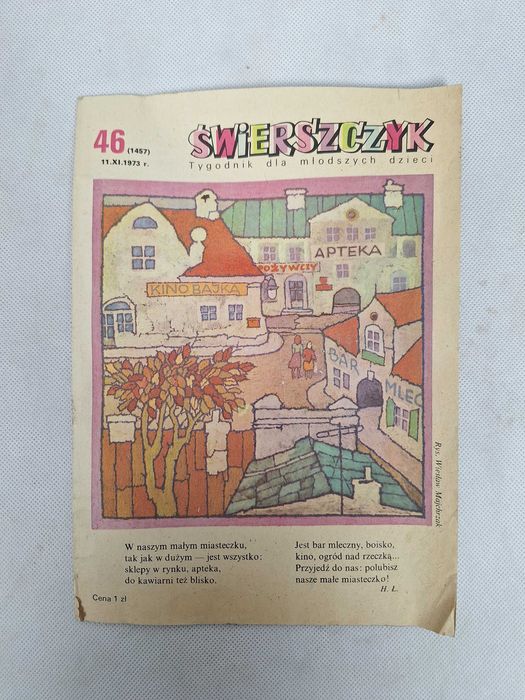 46 (1457)
11.XI.1973 r.
ŚWIERSZCZYK
Tygodnik dla młodszych dzieci
APTEKA
POŻYWCZY
KINO BAJKA
BAR
MLEC
Rys. Wiesław Majchrzak
W naszym małym miasteczku,
tak jak w dużym — jest wszystko:
sklepy w rynku, apteka,
do kawiarni też blisko.
Jest bar mleczny, boisko,
kino, ogród nad rzeczką...
Przyjedź do nas: polubisz
nasze małe miasteczko!
H. Ł.
Cena 1 zł